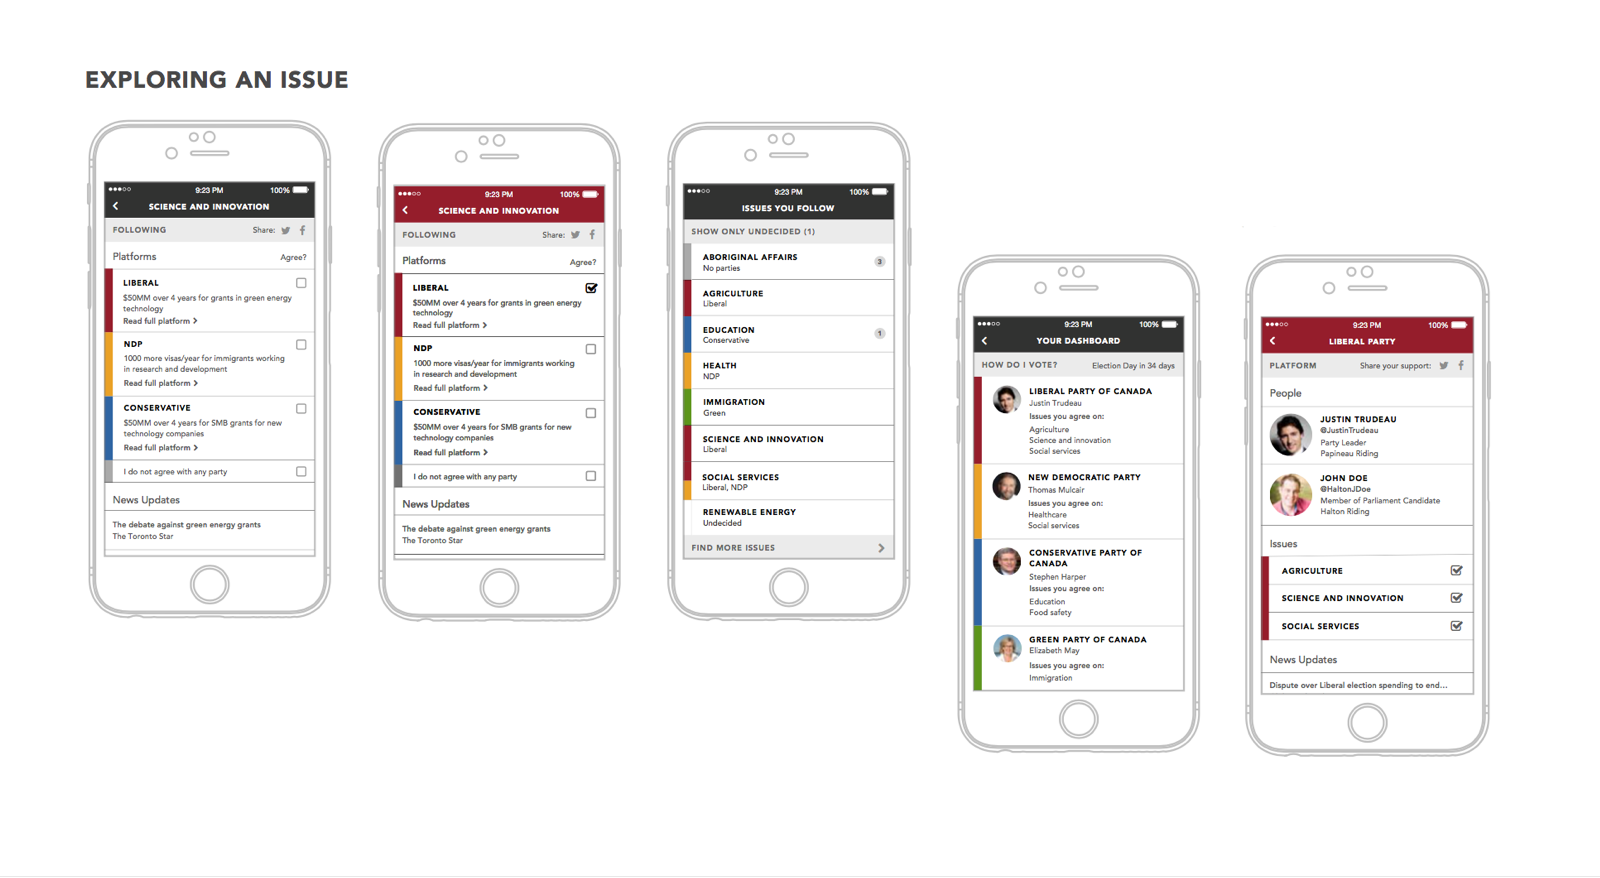 EXPLORING AN ISSUE
9:23 PM 100%
SCIENCE AND INNOVATION
FOLLOWING Share:
Platforms Agree?
LIBERAL
$50MM over 4 years for grants in green energy
technology
Read full platform >
NDP
1000 more visas/year for immigrants working
in research and development
Read full platform >
CONSERVATIVE
$50MM over 4 years for SMB grants for new
technology companies
Read full platform >
I do not agree with any party
News Updates
The debate against green energy grants
The Toronto Star
9:23 PM 100%
SCIENCE AND INNOVATION
FOLLOWING Share:
Platforms Agree?
LIBERAL
$50MM over 4 years for grants in green energy
technology
Read full platform >
NDP
1000 more visas/year for immigrants working
in research and development
Read full platform >
CONSERVATIVE
$50MM over 4 years for SMB grants for new
technology companies
Read full platform >
I do not agree with any party
News Updates
The debate against green energy grants
The Toronto Star
9:23 PM 100%
ISSUES YOU FOLLOW
SHOW ONLY UNDECIDED (1)
ABORIGINAL AFFAIRS 3
No parties
AGRICULTURE
Liberal
EDUCATION 1
Conservative
HEALTH
NDP
IMMIGRATION
Green
SCIENCE AND INNOVATION
Liberal
SOCIAL SERVICES
Liberal, NDP
RENEWABLE ENERGY
Undecided
FIND MORE ISSUES
9:23 PM 100%
YOUR DASHBOARD
HOW DO I VOTE? Election Day in 34 days
LIBERAL PARTY OF CANADA
Justin Trudeau
Issues you agree on:
Agriculture
Science and innovation
Social services
NEW DEMOCRATIC PARTY
Thomas Mulcair
Issues you agree on:
Healthcare
Social services
CONSERVATIVE PARTY OF
CANADA
Stephen Harper
Issues you agree on:
Education
Food safety
GREEN PARTY OF CANADA
Elizabeth May
Issues you agree on:
Immigration
9:23 PM 100%
LIBERAL PARTY
PLATFORM Share your support:
People
JUSTIN TRUDEAU
@JustinTrudeau
Party Leader
Papineau Riding
JOHN DOE
@HaltonJDoe
Member of Parliament Candidate
Halton Riding
Issues
AGRICULTURE
SCIENCE AND INNOVATION
SOCIAL SERVICES
News Updates
Dispute over Liberal election spending to end...